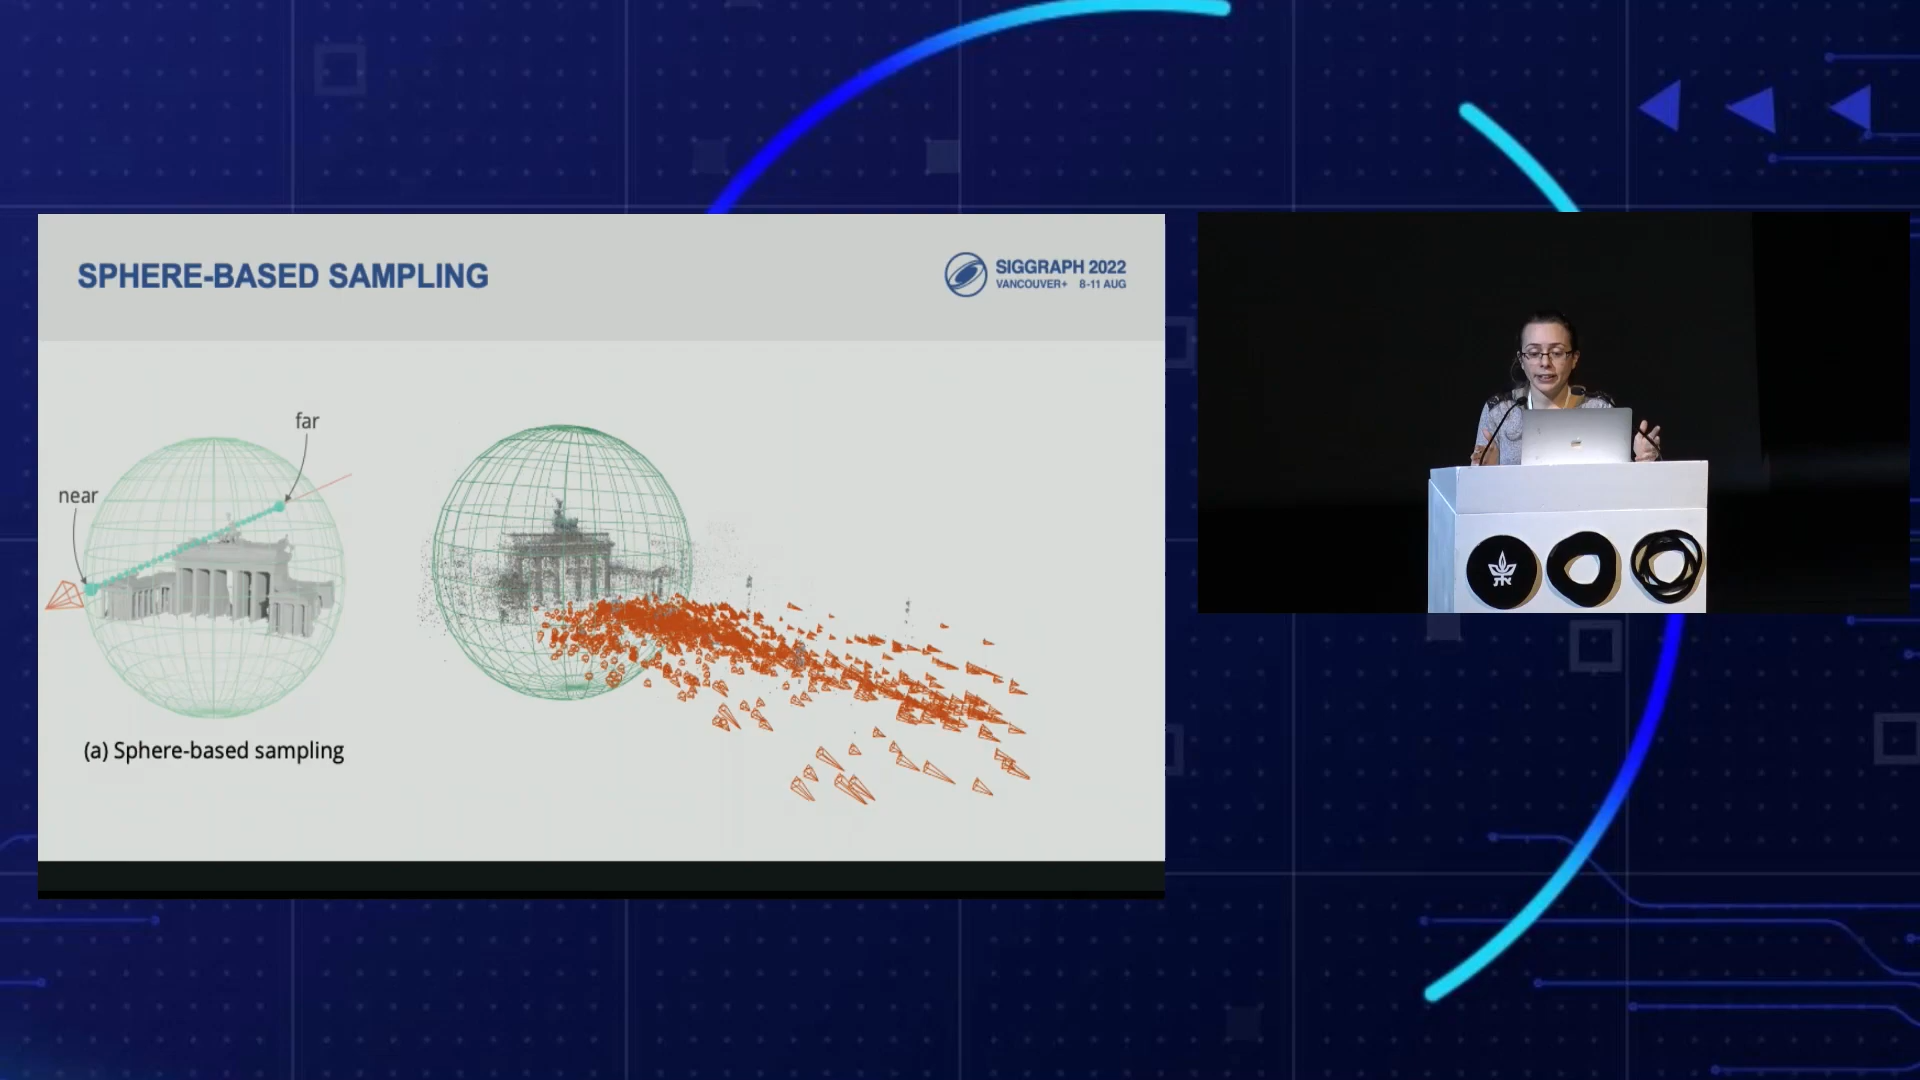 SPHERE-BASED SAMPLING
SIGGRAPH 2022
VANCOUVER+ 8-11 AUG
far
near
(a) Sphere-based sampling